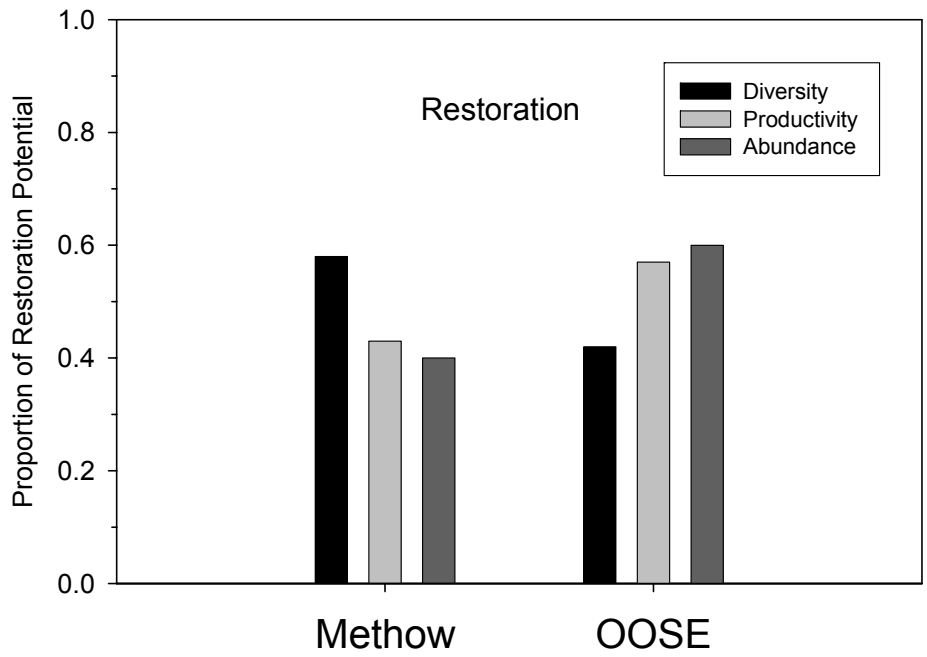 Proportion of Restoration Potential
1.0
0.8
0.6
0.4
0.2
0.0
Restoration
Diversity
Productivity
Abundance
Methow
OOSE